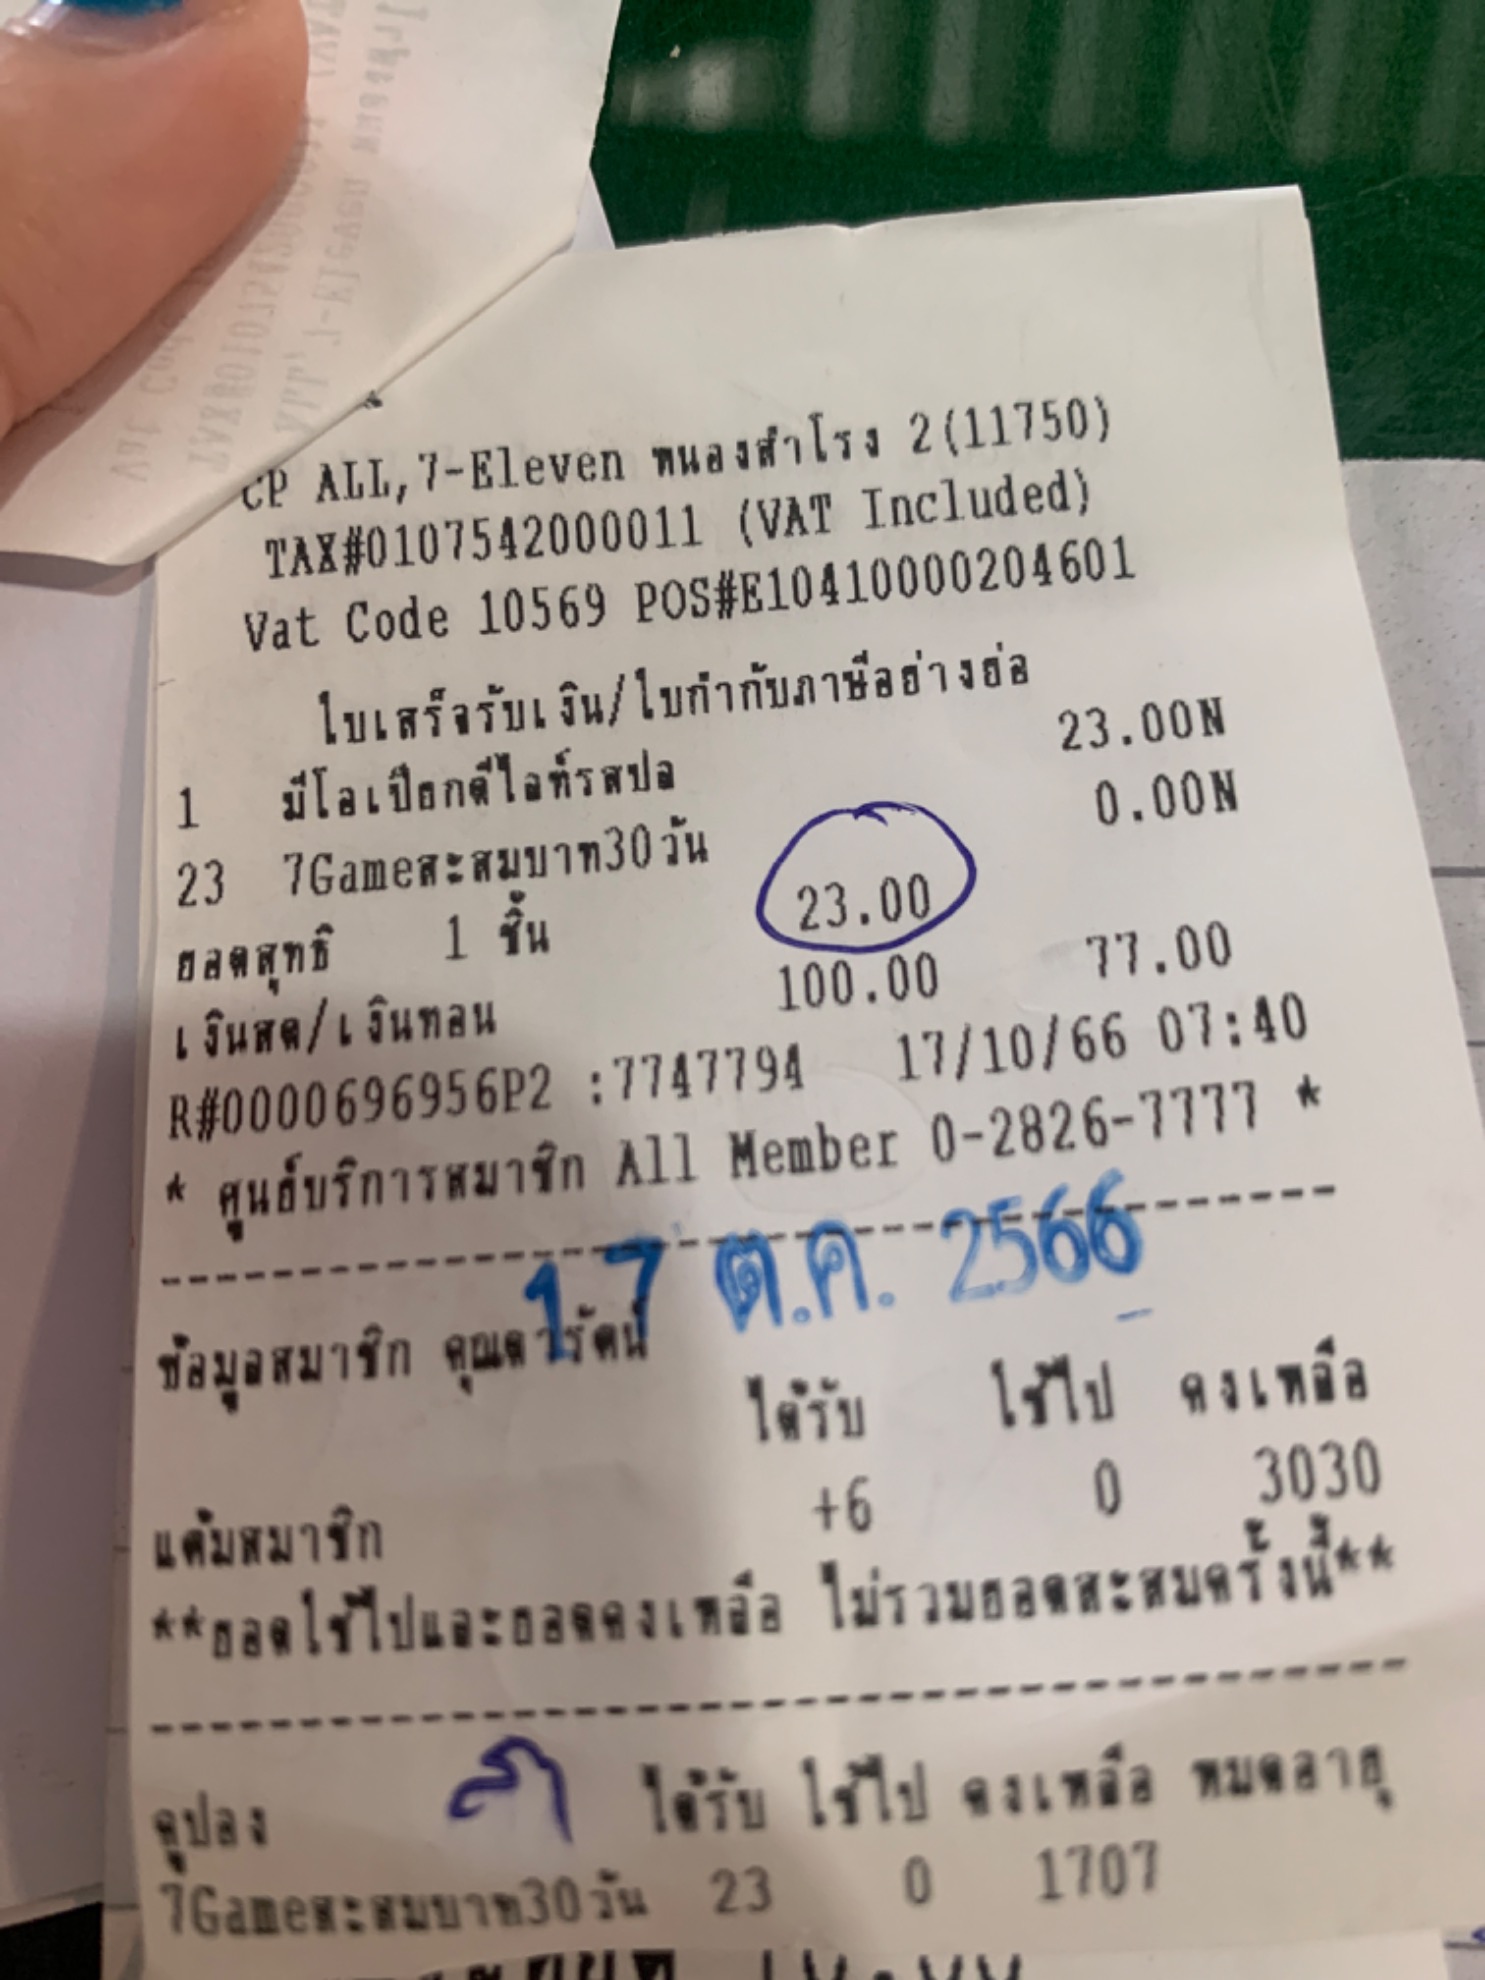 CP ALL,7-Eleven หนองสำโรง 2(11750)
TAX#0107542000011 (VAT Included)
Vat Code 10569 POS#E10410000204601
ใบเสร็จรับเงิน/ใบกำกับภาษีอย่างย่อ
1 มีโอเปียกดีไลท์รสปล 23.00N
23 7Gameสะสมบาท30วัน 0.00N
ยอดสุทธิ 1 ชิ้น 23.00
เงินสด/เงินทอน 100.00 77.00
R#0000696956P2 :7747794 17/10/66 07:40
* ศูนย์บริการสมาชิก All Member 0-2826-7777 *
17 ต.ค. 2566
ข้อมูลสมาชิก คุณดารัตน์
ได้รับ ใช้ไป คงเหลือ
แต้มสมาชิก +6 0 3030
**ยอดใช้ไปและยอดคงเหลือ ไม่รวมยอดสะสมครั้งนี้**
คูปอง ได้รับ ใช้ไป คงเหลือ หมดอายุ
7Gameสะสมบาท30วัน 23 0 1707